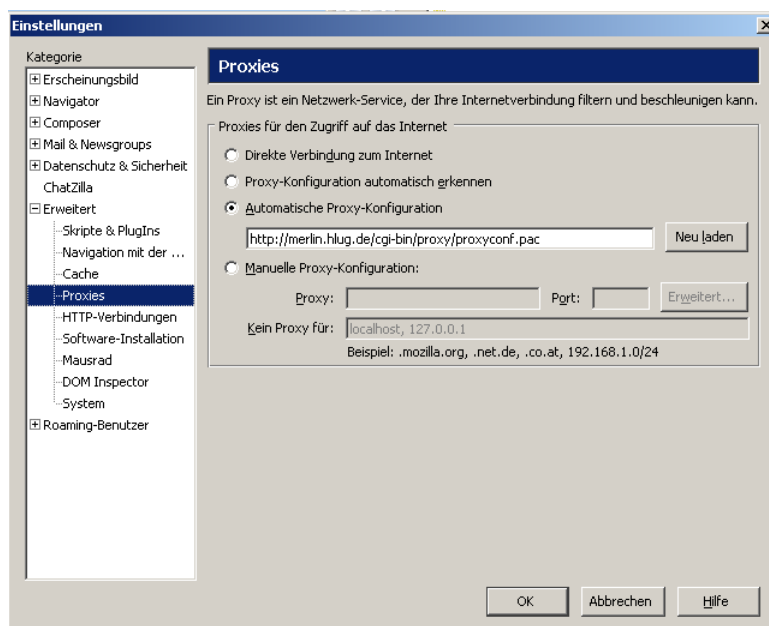 Einstellungen
Kategorie
Erscheinungsbild
Navigator
Composer
Mail & Newsgroups
Datenschutz & Sicherheit
ChatZilla
Erweitert
Skripte & PlugIns
Navigation mit der ...
Cache
Proxies
HTTP-Verbindungen
Software-Installation
Mausrad
DOM Inspector
System
Roaming-Benutzer
Proxies
Ein Proxy ist ein Netzwerk-Service, der Ihre Internetverbindung filtern und beschleunigen kann.
Proxies für den Zugriff auf das Internet
Direkte Verbindung zum Internet
Proxy-Konfiguration automatisch erkennen
Automatische Proxy-Konfiguration
http://merlin.hlug.de/cgi-bin/proxy/proxyconf.pac Neu laden
Manuelle Proxy-Konfiguration:
Proxy: Port: Erweitert...
Kein Proxy für: localhost, 127.0.0.1
Beispiel: .mozilla.org, .net.de, .co.at, 192.168.1.0/24
OK Abbrechen Hilfe